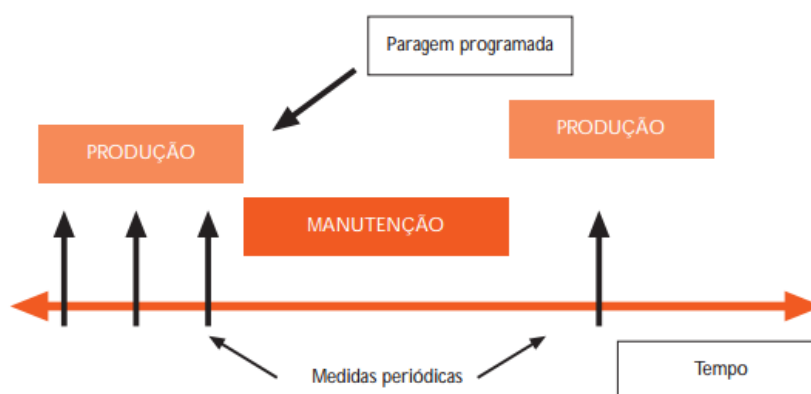 Paragem programada
PRODUÇÃO
PRODUÇÃO
MANUTENÇÃO
Medidas periódicas
Tempo